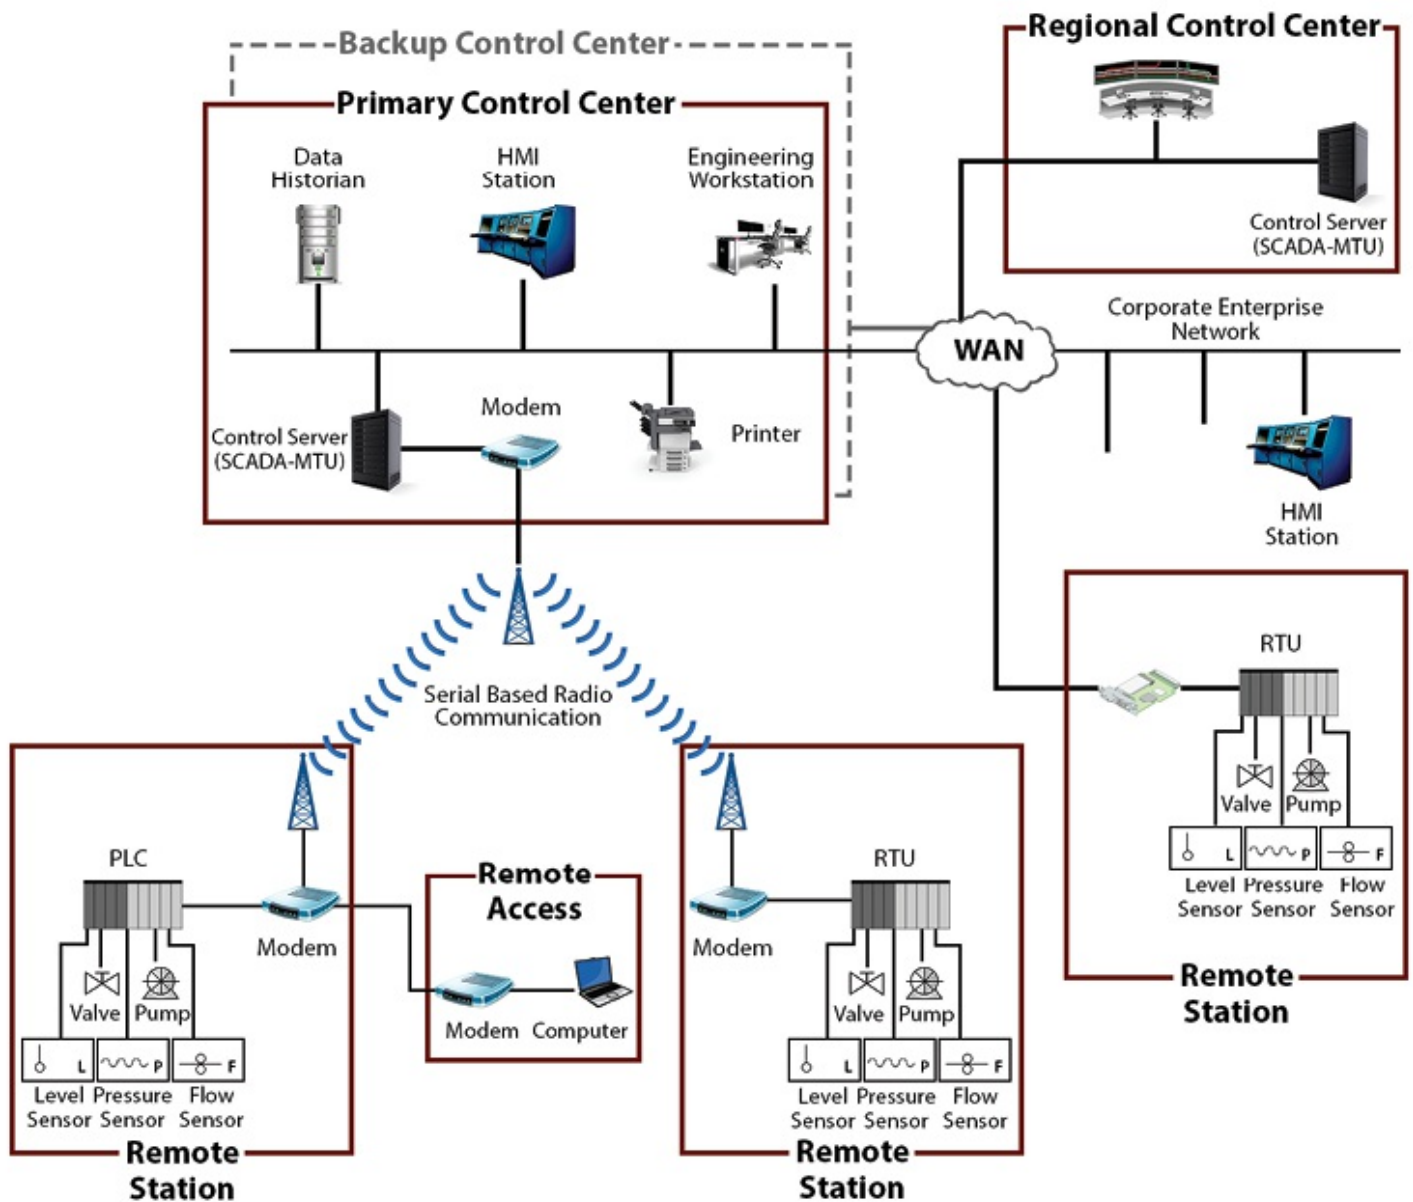 Backup Control Center
Primary Control Center
Data
Historian
HMI
Station
Engineering
Workstation
Control Server
(SCADA-MTU)
Modem
Printer
Regional Control Center
Control Server
(SCADA-MTU)
WAN
Corporate Enterprise
Network
HMI
Station
Serial Based Radio
Communication
PLC
Modem
Valve
Pump
L
P
F
Level
Sensor
Pressure
Sensor
Flow
Sensor
Remote
Station
Remote
Access
Modem
Computer
RTU
Modem
Valve
Pump
L
P
F
Level
Sensor
Pressure
Sensor
Flow
Sensor
Remote
Station
RTU
Valve
Pump
L
P
F
Level
Sensor
Pressure
Sensor
Flow
Sensor
Remote
Station